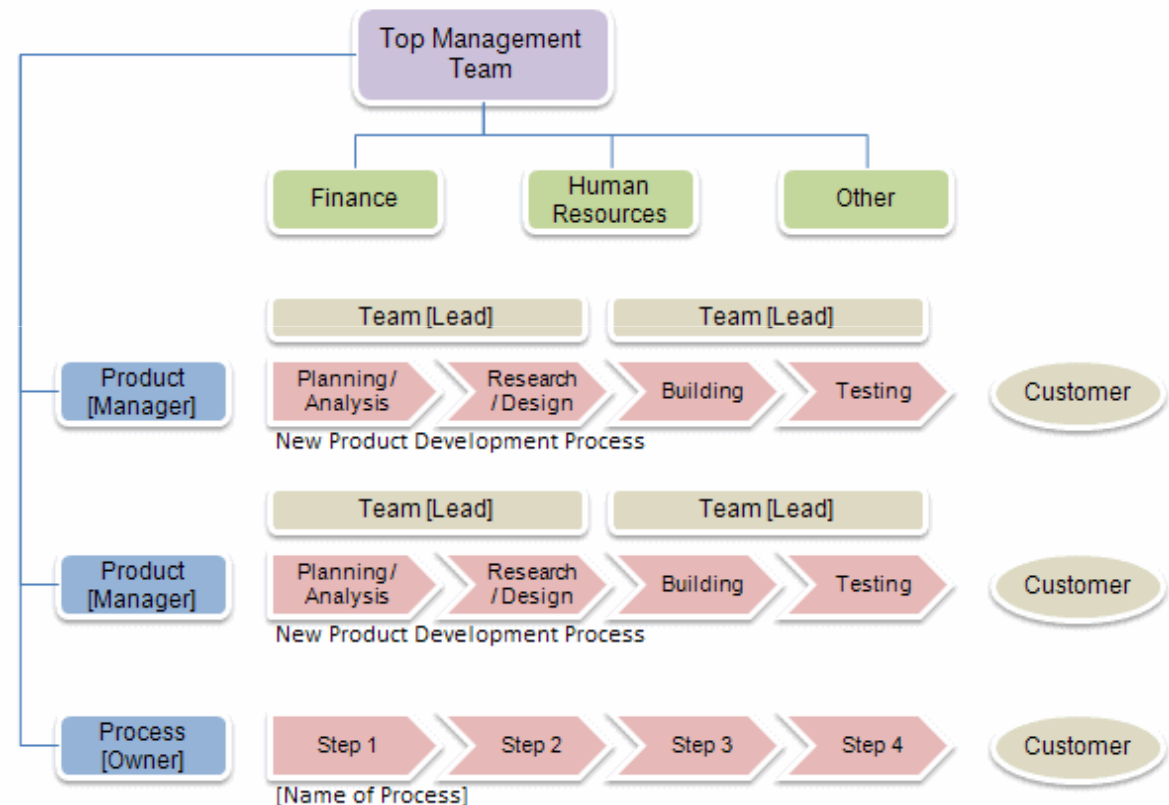 Top Management
Team
Finance
Human
Resources
Other
Team [Lead]
Team [Lead]
Product
[Manager]
Planning/
Analysis
Research
/Design
Building
Testing
Customer
New Product Development Process
Team [Lead]
Team [Lead]
Product
[Manager]
Planning/
Analysis
Research
/Design
Building
Testing
Customer
New Product Development Process
Process
[Owner]
Step 1
Step 2
Step 3
Step 4
Customer
[Name of Process]